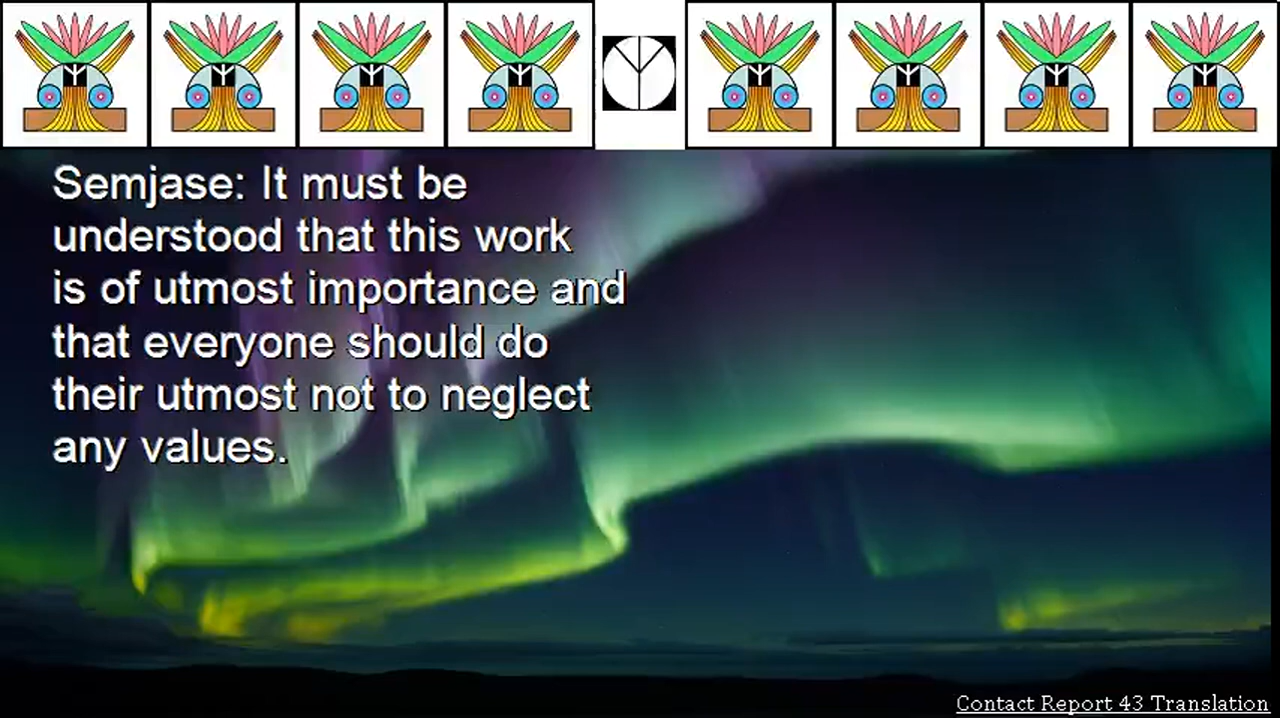 Semjase: It must be
understood that this work
is of utmost importance and
that everyone should do
their utmost not to neglect
any values.
Contact Report 43 Translation